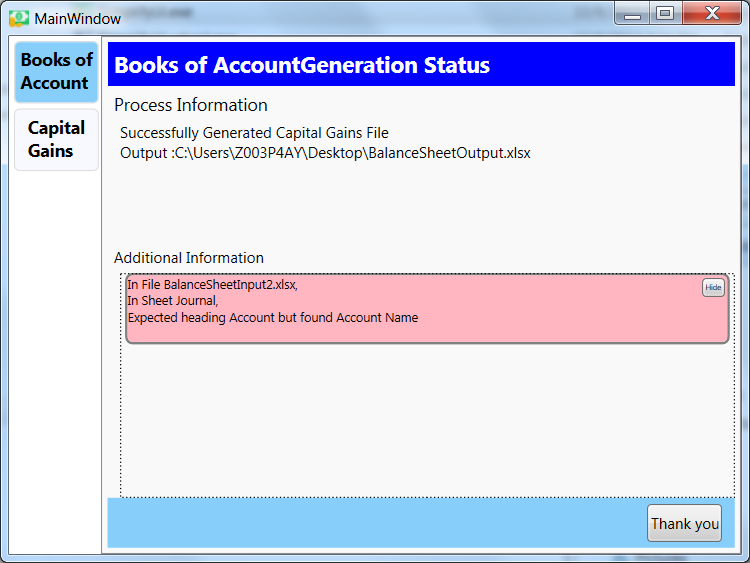 MainWindow
Books of
Account
Capital
Gains
Books of AccountGeneration Status
Process Information
Successfully Generated Capital Gains File
Output :C:\Users\Z003P4AY\Desktop\BalanceSheetOutput.xlsx
Additional Information
In File BalanceSheetInput2.xlsx,
Hide
In Sheet Journal,
Expected heading Account but found Account Name
Thank you